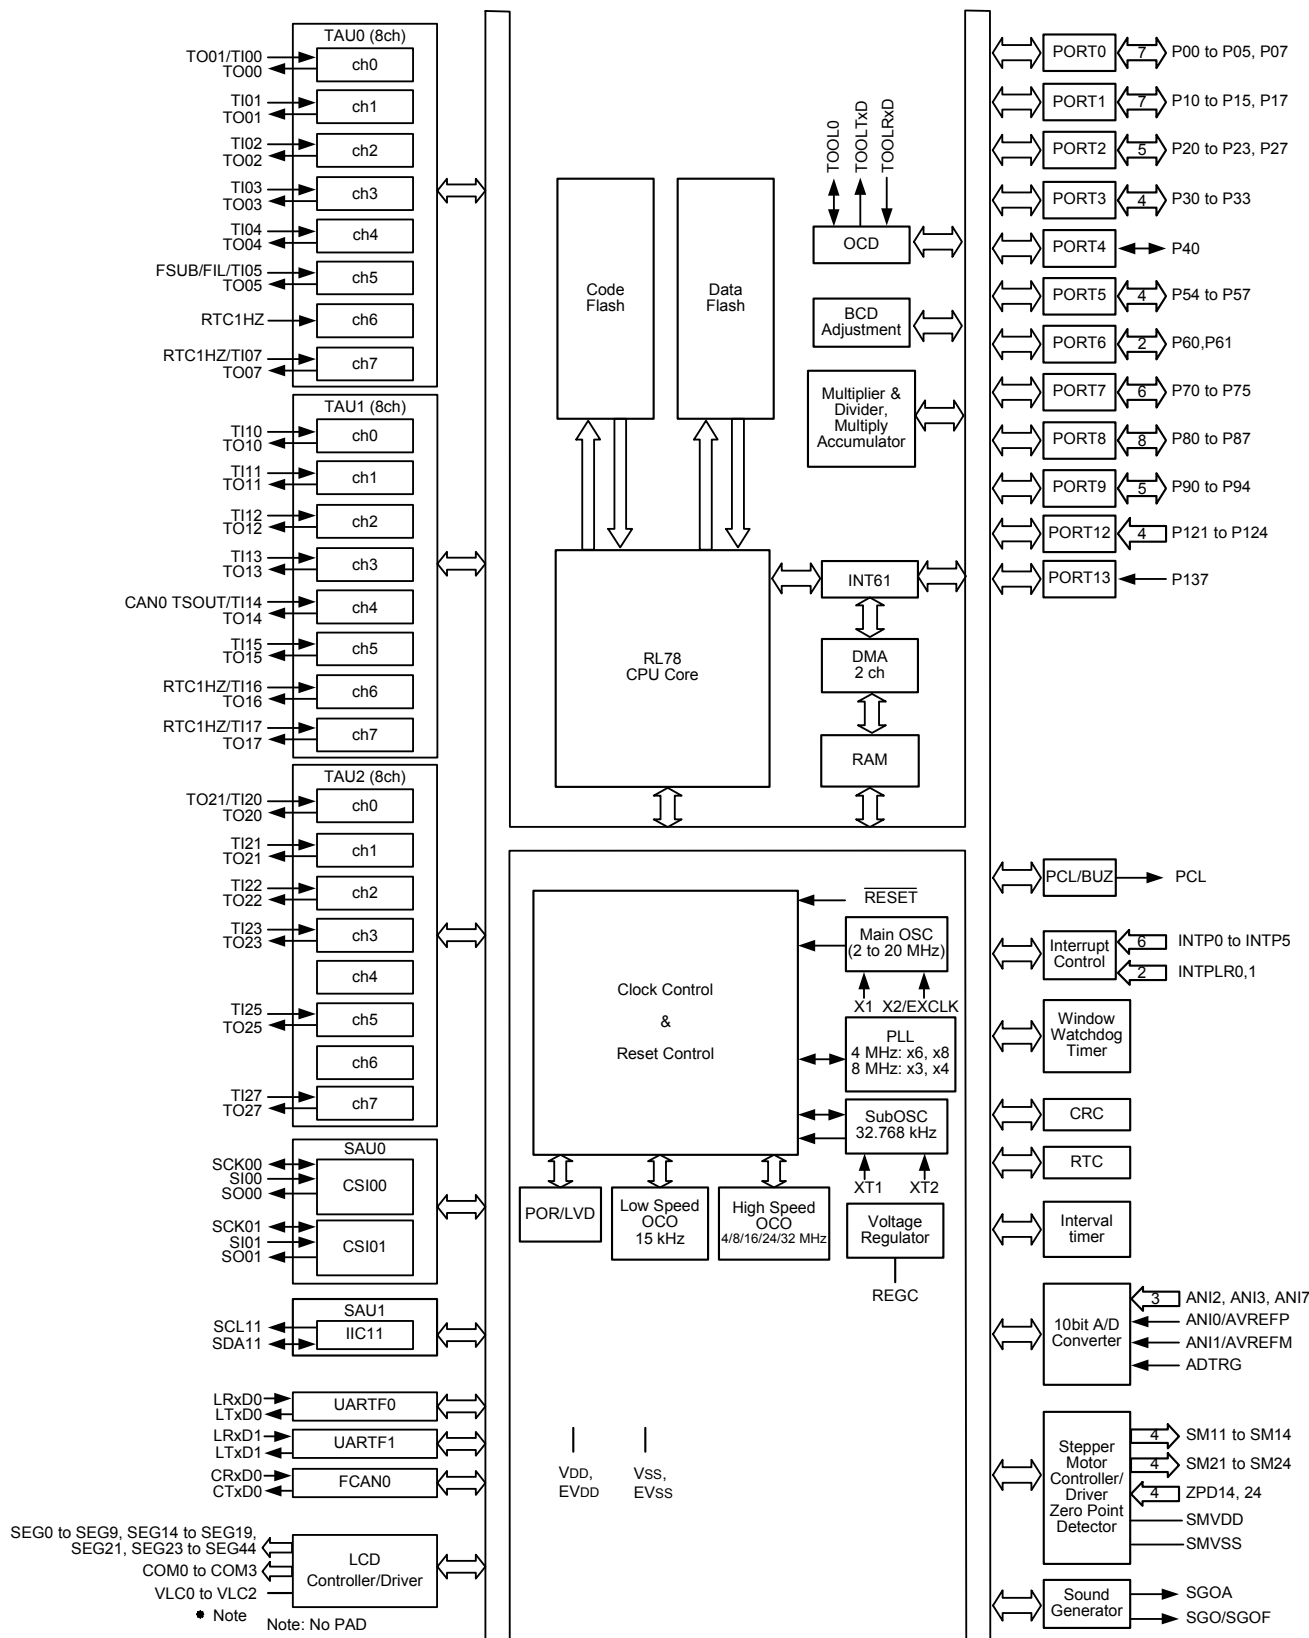 TAU0 (8ch)
TO01/TI00
TO00
ch0
TI01
TO01
ch1
TI02
TO02
ch2
TI03
TO03
ch3
TI04
TO04
ch4
FSUB/FIL/TI05
TO05
ch5
RTC1HZ
ch6
RTC1HZ/TI07
TO07
ch7
TAU1 (8ch)
TI10
TO10
ch0
TI11
TO11
ch1
TI12
TO12
ch2
TI13
TO13
ch3
CAN0 TSOUT/TI14
TO14
ch4
TI15
TO15
ch5
RTC1HZ/TI16
TO16
ch6
RTC1HZ/TI17
TO17
ch7
TAU2 (8ch)
TO21/TI20
TO20
ch0
TI21
TO21
ch1
TI22
TO22
ch2
TI23
TO23
ch3
ch4
TI25
TO25
ch5
ch6
TI27
TO27
ch7
SAU0
SCK00
SI00
SO00
CSI00
SCK01
SI01
SO01
CSI01
SAU1
SCL11
SDA11
IIC11
LRxD0
LTxD0
UARTF0
LRxD1
LTxD1
UARTF1
CRxD0
CTxD0
FCAN0
SEG0 to SEG9, SEG14 to SEG19,
SEG21, SEG23 to SEG44
COM0 to COM3
VLC0 to VLC2
LCD
Controller/Driver
● Note
Note: No PAD
Code
Flash
Data
Flash
TOOL0
TOOLTxD
TOOLRxD
OCD
BCD
Adjustment
Multiplier &
Divider,
Multiply
Accumulator
RL78
CPU Core
INT61
DMA
2 ch
RAM
Clock Control
&
Reset Control
RESET
Main OSC
(2 to 20 MHz)
X1 X2/EXCLK
PLL
4 MHz: x6, x8
8 MHz: x3, x4
SubOSC
32.768 kHz
XT1 XT2
POR/LVD
Low Speed
OCO
15 kHz
High Speed
OCO
4/8/16/24/32 MHz
Voltage
Regulator
REGC
VDD,
EVDD
VSS,
EVSS
PORT0 7 P00 to P05, P07
PORT1 7 P10 to P15, P17
PORT2 5 P20 to P23, P27
PORT3 4 P30 to P33
PORT4 P40
PORT5 4 P54 to P57
PORT6 2 P60,P61
PORT7 6 P70 to P75
PORT8 8 P80 to P87
PORT9 5 P90 to P94
PORT12 4 P121 to P124
PORT13 P137
PCL/BUZ PCL
Interrupt
Control
6 INTP0 to INTP5
2 INTPLR0,1
Window
Watchdog
Timer
CRC
RTC
Interval
timer
10bit A/D
Converter
3 ANI2, ANI3, ANI7
ANI0/AVREFP
ANI1/AVREFM
ADTRG
Stepper
Motor
Controller/
Driver
Zero Point
Detector
4 SM11 to SM14
4 SM21 to SM24
4 ZPD14, 24
SMVDD
SMVSS
Sound
Generator
SGOA
SGO/SGOF